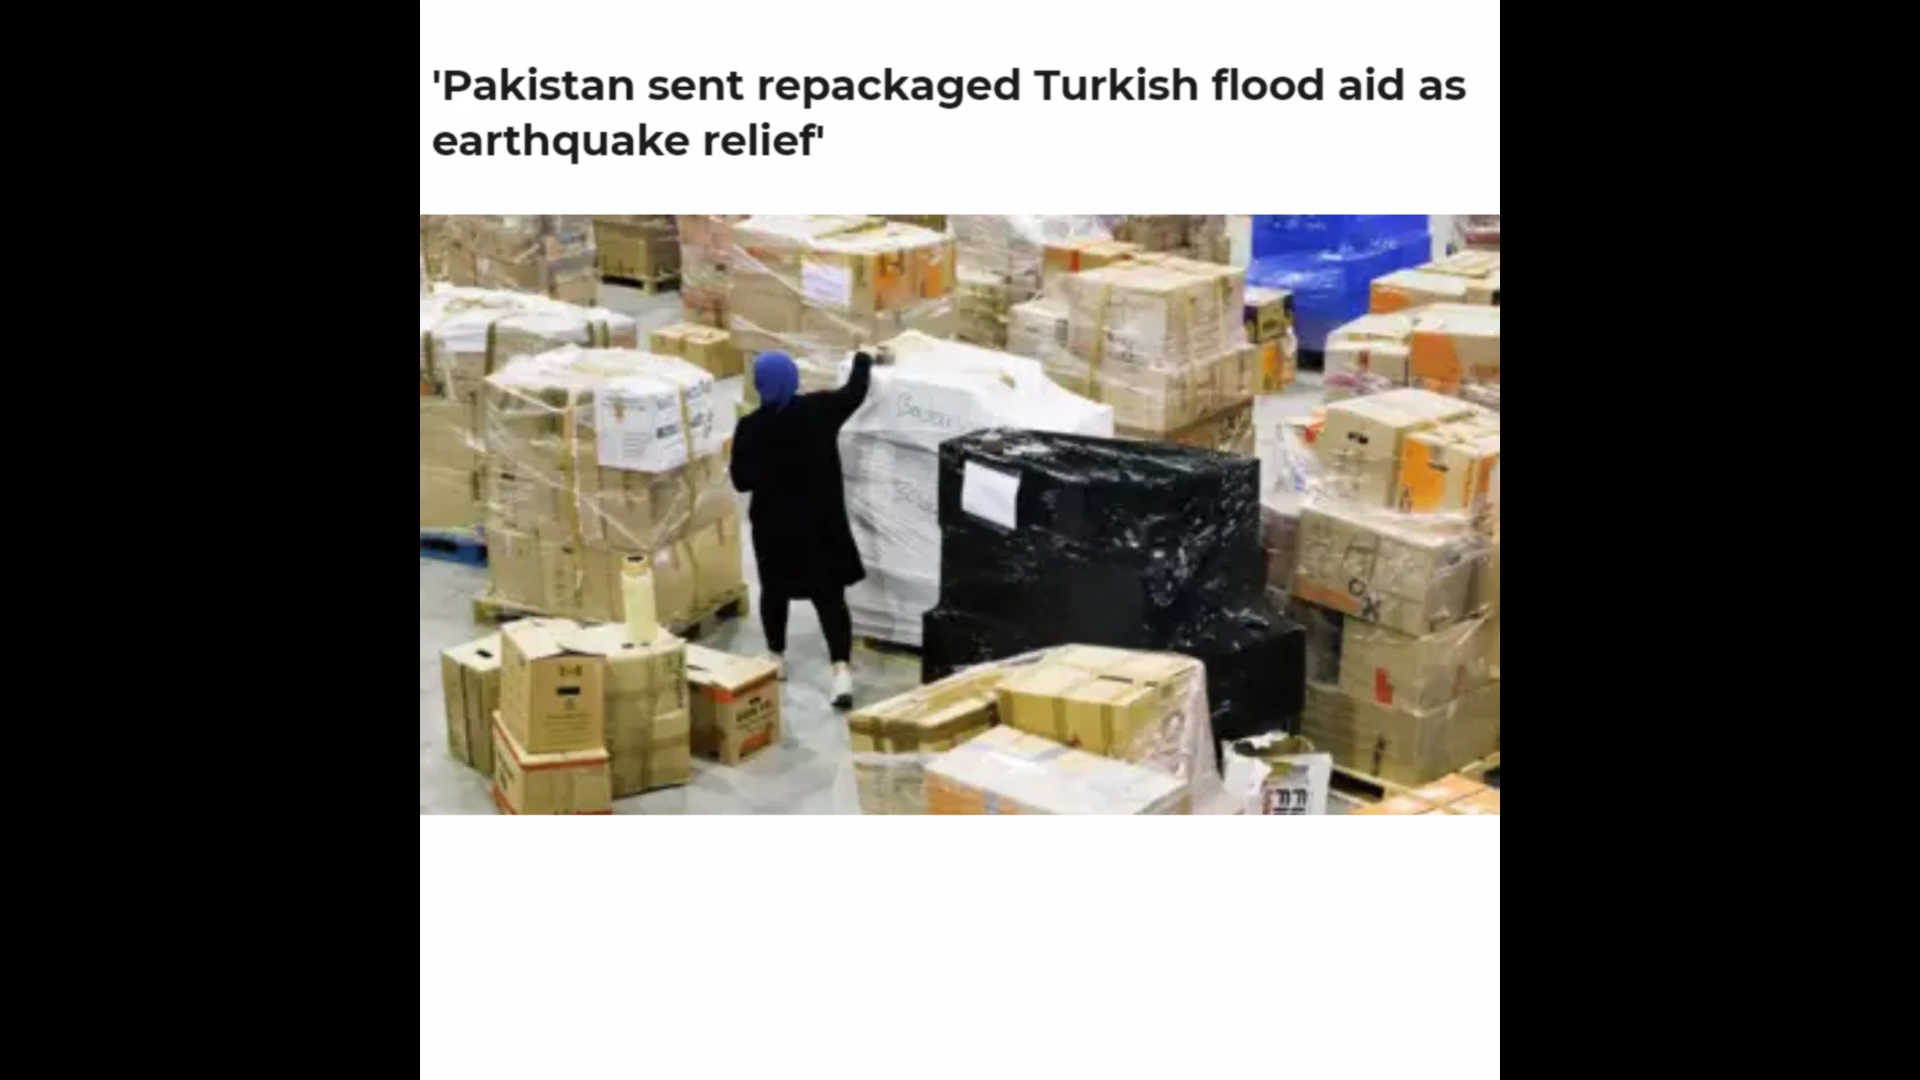 'Pakistan sent repackaged Turkish flood aid as
earthquake relief'